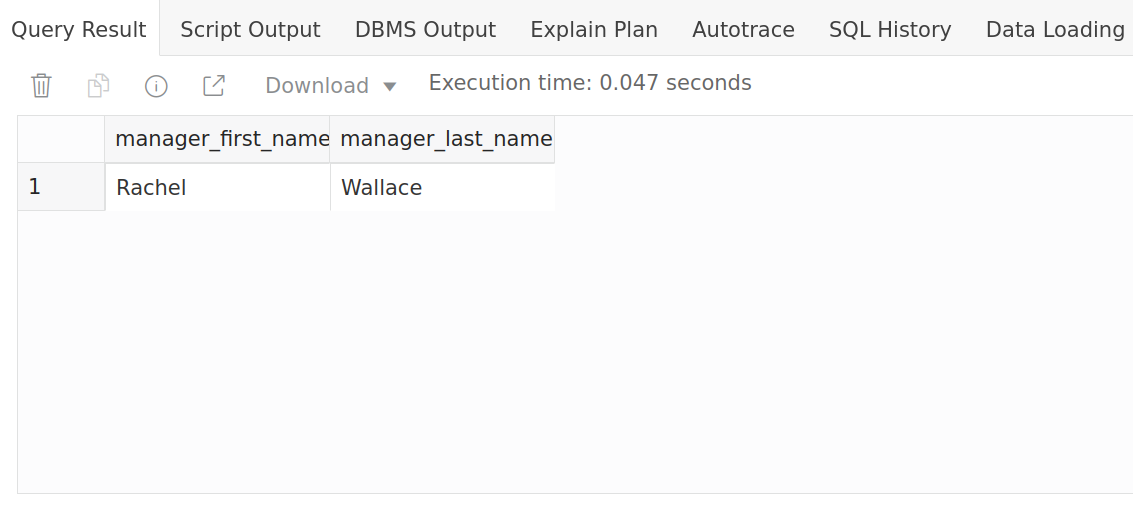 Query Result Script Output DBMS Output Explain Plan Autotrace SQL History Data Loading
Download Execution time: 0.047 seconds
manager_first_name manager_last_name
1 Rachel Wallace